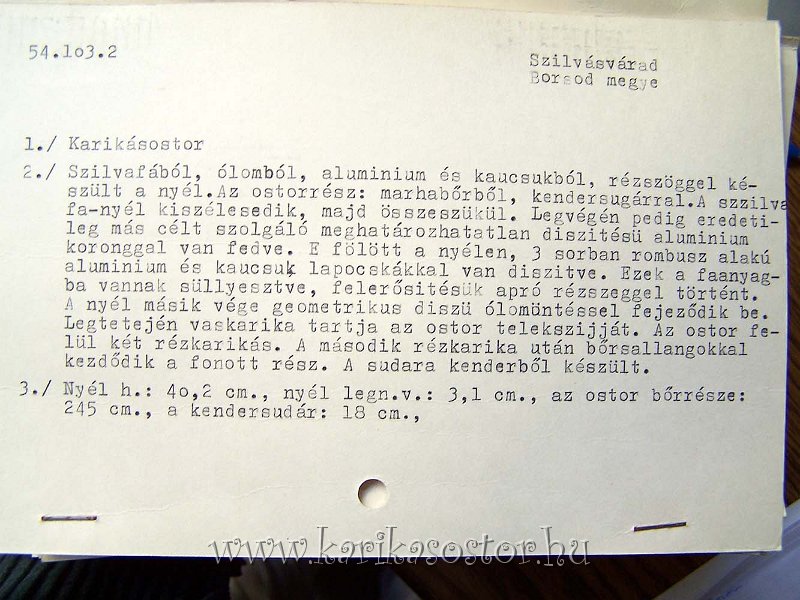 54.1o3.2
Szilvásvárad
Borsod megye
1./ Karikásostor
2./ Szilvafából, ólomból, aluminium és kaucsukból, rézszöggel ké-
szült a nyél.Az ostorrész: marhabőrből, kendersugárral.A szzilva
fa-nyél kiszélesedik, majd összeszükül. Legvégén pedig eredeti-
leg más célt szolgáló meghatározhatatlan diszitésü aluminium
koronggal van fedve. E fölött a nyélen, 3 sorban rombusz alakú
aluminium és kaucsuk lapocskákkal van diszitve. Ezek a faanyag-
ba vannak süllyesztve, felerősitésük apró rézszeggel történt.
A nyél másik vége geometrikus diszü ólomöntéssel fejeződik be.
Legtetején vaskarika tartja az ostor telekszijját. Az ostor fe-
lül két rézkarikás. A második rézkarika után bőrsallangokkal
kezdődik a fonott rész. A sudara kenderből készült.
3./ Nyél h.: 4o,2 cm., nyél legn.v.: 3,1 cm., az ostor bőrrésze:
245 cm., a kendersudár: 18 cm.,
www.karikasostor.hu